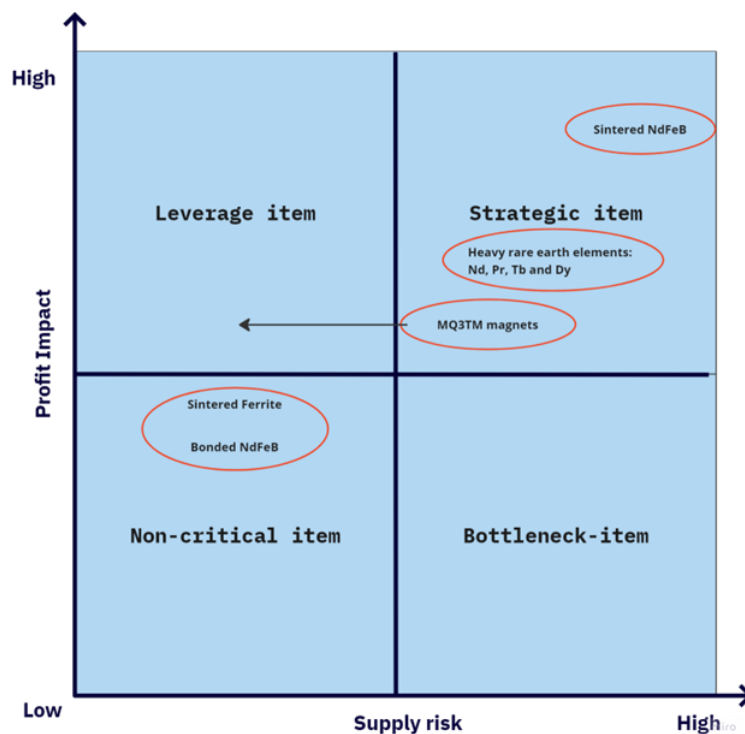 High
Sintered NdFeB
Leverage item
Strategic item
Heavy rare earth elements:
Nd, Pr, Tb and Dy
MQ3TM magnets
Profit Impact
Sintered Ferrite
Bonded NdFeB
Non-critical item
Bottleneck-item
Low
Supply risk
High
miro